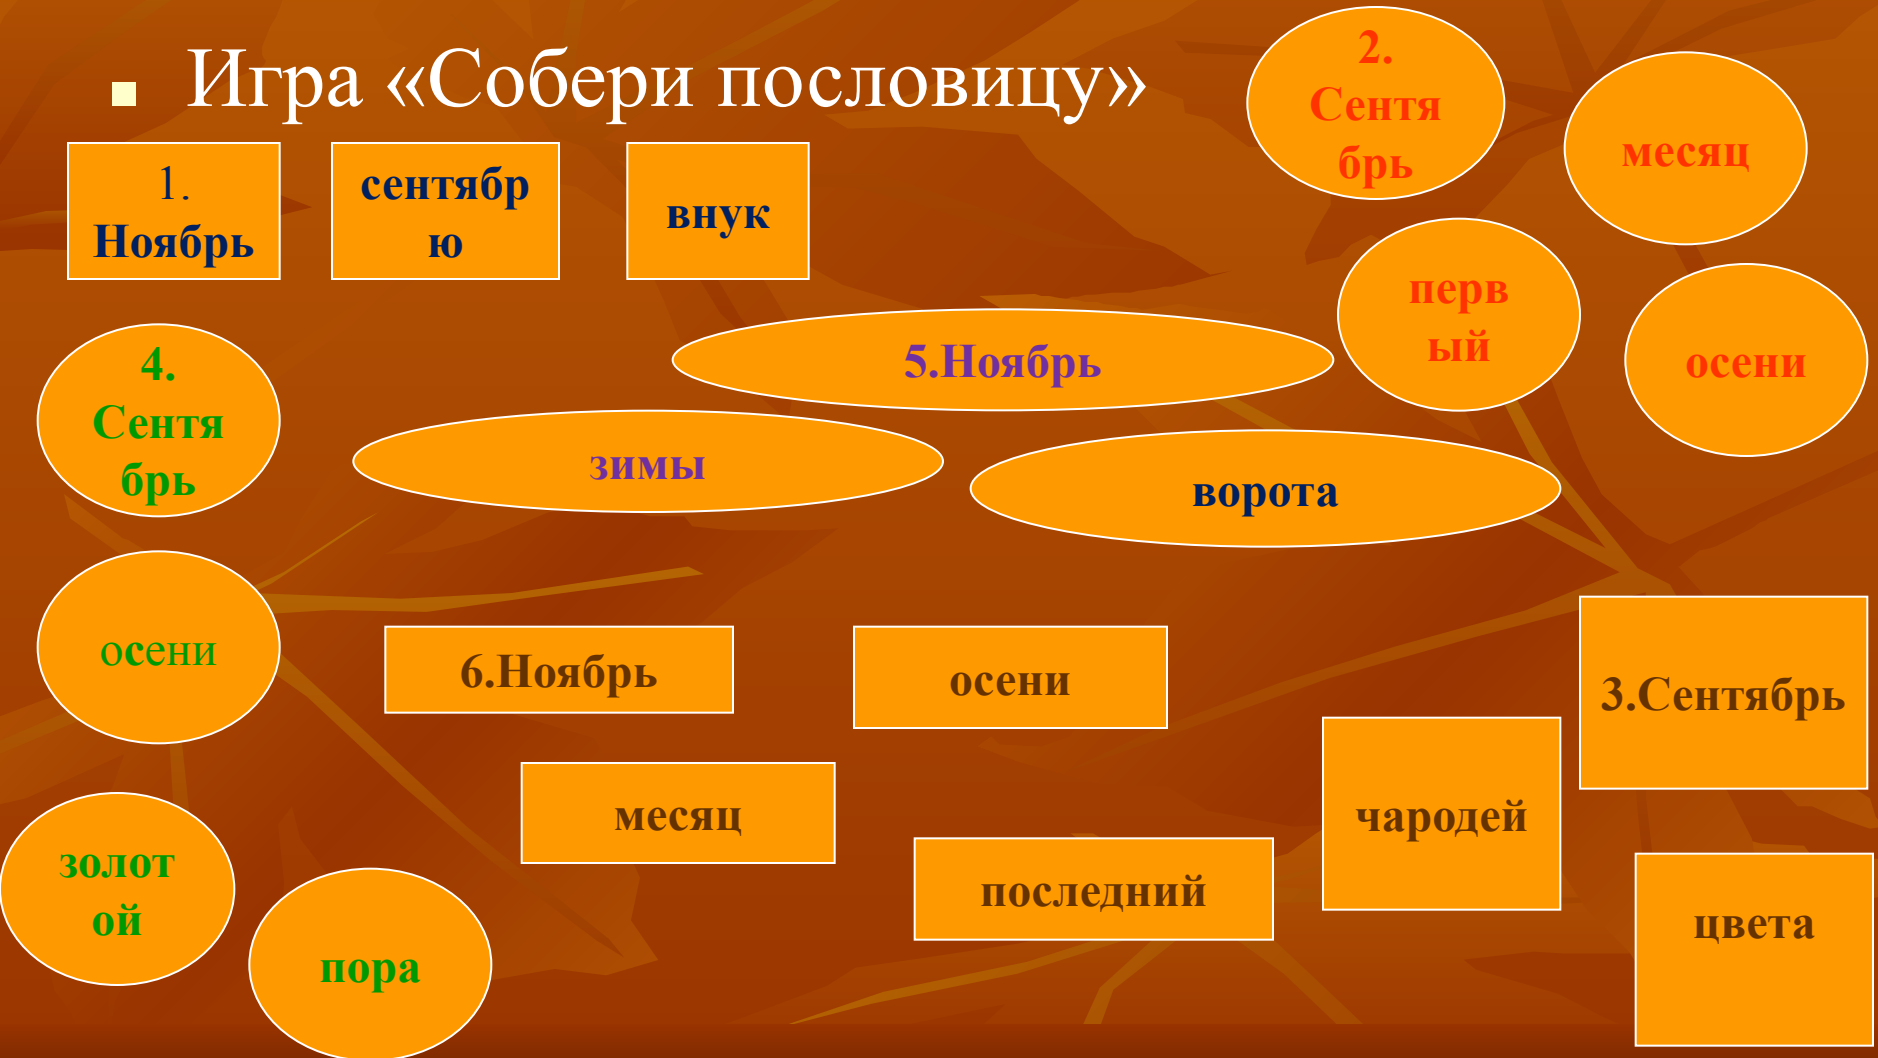 Игра «Собери пословицу»
1.
Ноябрь
сентябр
ю
внук
2.
Сентя
брь
месяц
перв
ый
осени
4.
Сентя
брь
5.Ноябрь
зимы
ворота
осени
6.Ноябрь
осени
3.Сентябрь
месяц
чародей
последний
цвета
золот
ой
пора